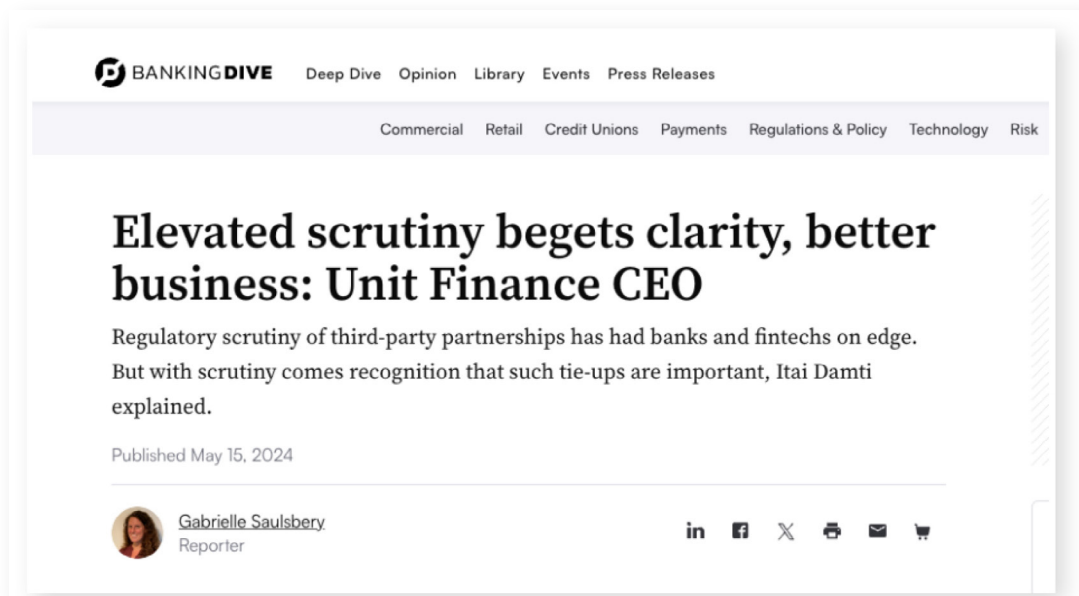 BANKINGDIVE Deep Dive Opinion Library Events Press Releases
Commercial Retail Credit Unions Payments Regulations & Policy Technology Risk
Elevated scrutiny begets clarity, better
business: Unit Finance CEO
Regulatory scrutiny of third-party partnerships has had banks and fintechs on edge.
But with scrutiny comes recognition that such tie-ups are important, Itai Damti
explained.
Published May 15, 2024
Gabrielle Saulsbery
Reporter